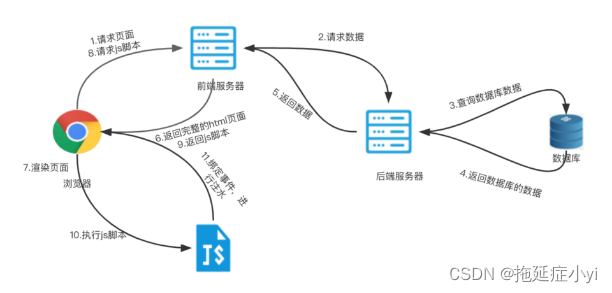 1.请求页面
8.请求js脚本
2.请求数据
前端服务器
3.查询数据库数据
5.返回数据
6.返回完整的html页面
9.返回js脚本
后端服务器
数据库
7.渲染页面
浏览器
11.绑定事件，进
行注水
4.返回数据库的数据
10.执行js脚本
JS
CSDN @拖延症小yi